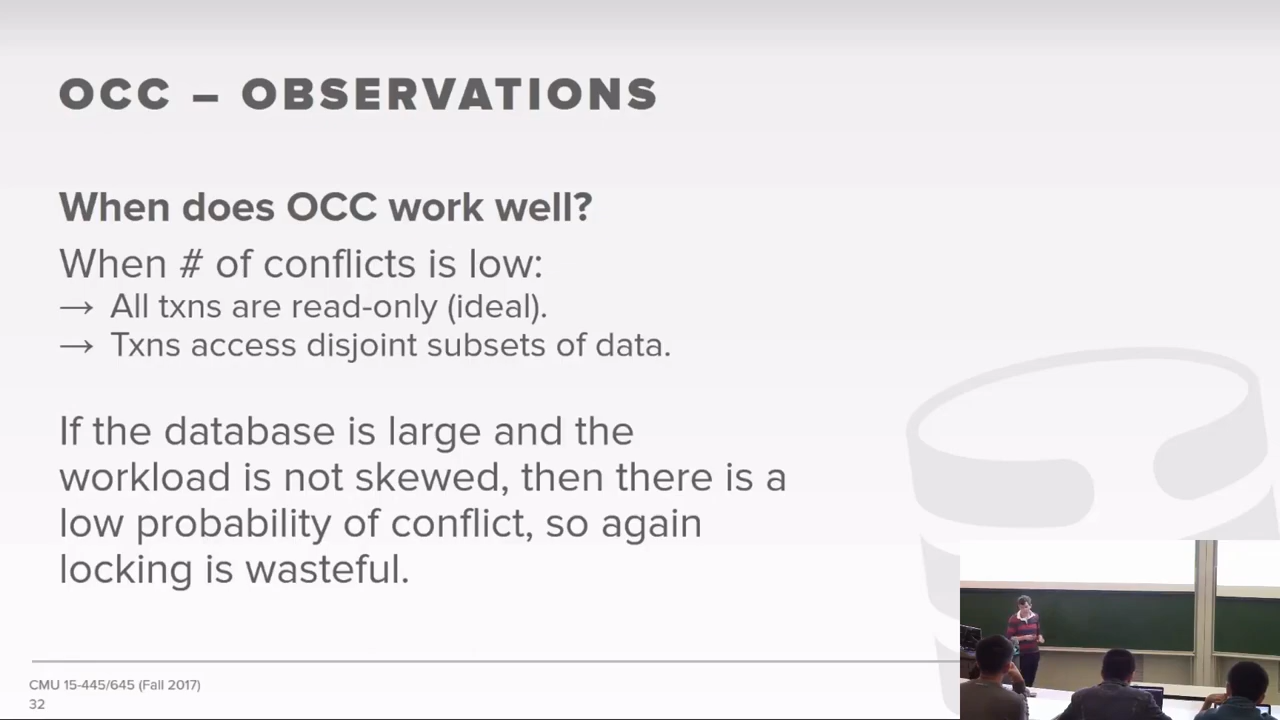 OCC – OBSERVATIONS
When does OCC work well?
When # of conflicts is low:
→ All txns are read-only (ideal).
→ Txns access disjoint subsets of data.
If the database is large and the
workload is not skewed, then there is a
low probability of conflict, so again
locking is wasteful.
CMU 15-445/645 (Fall 2017)
32